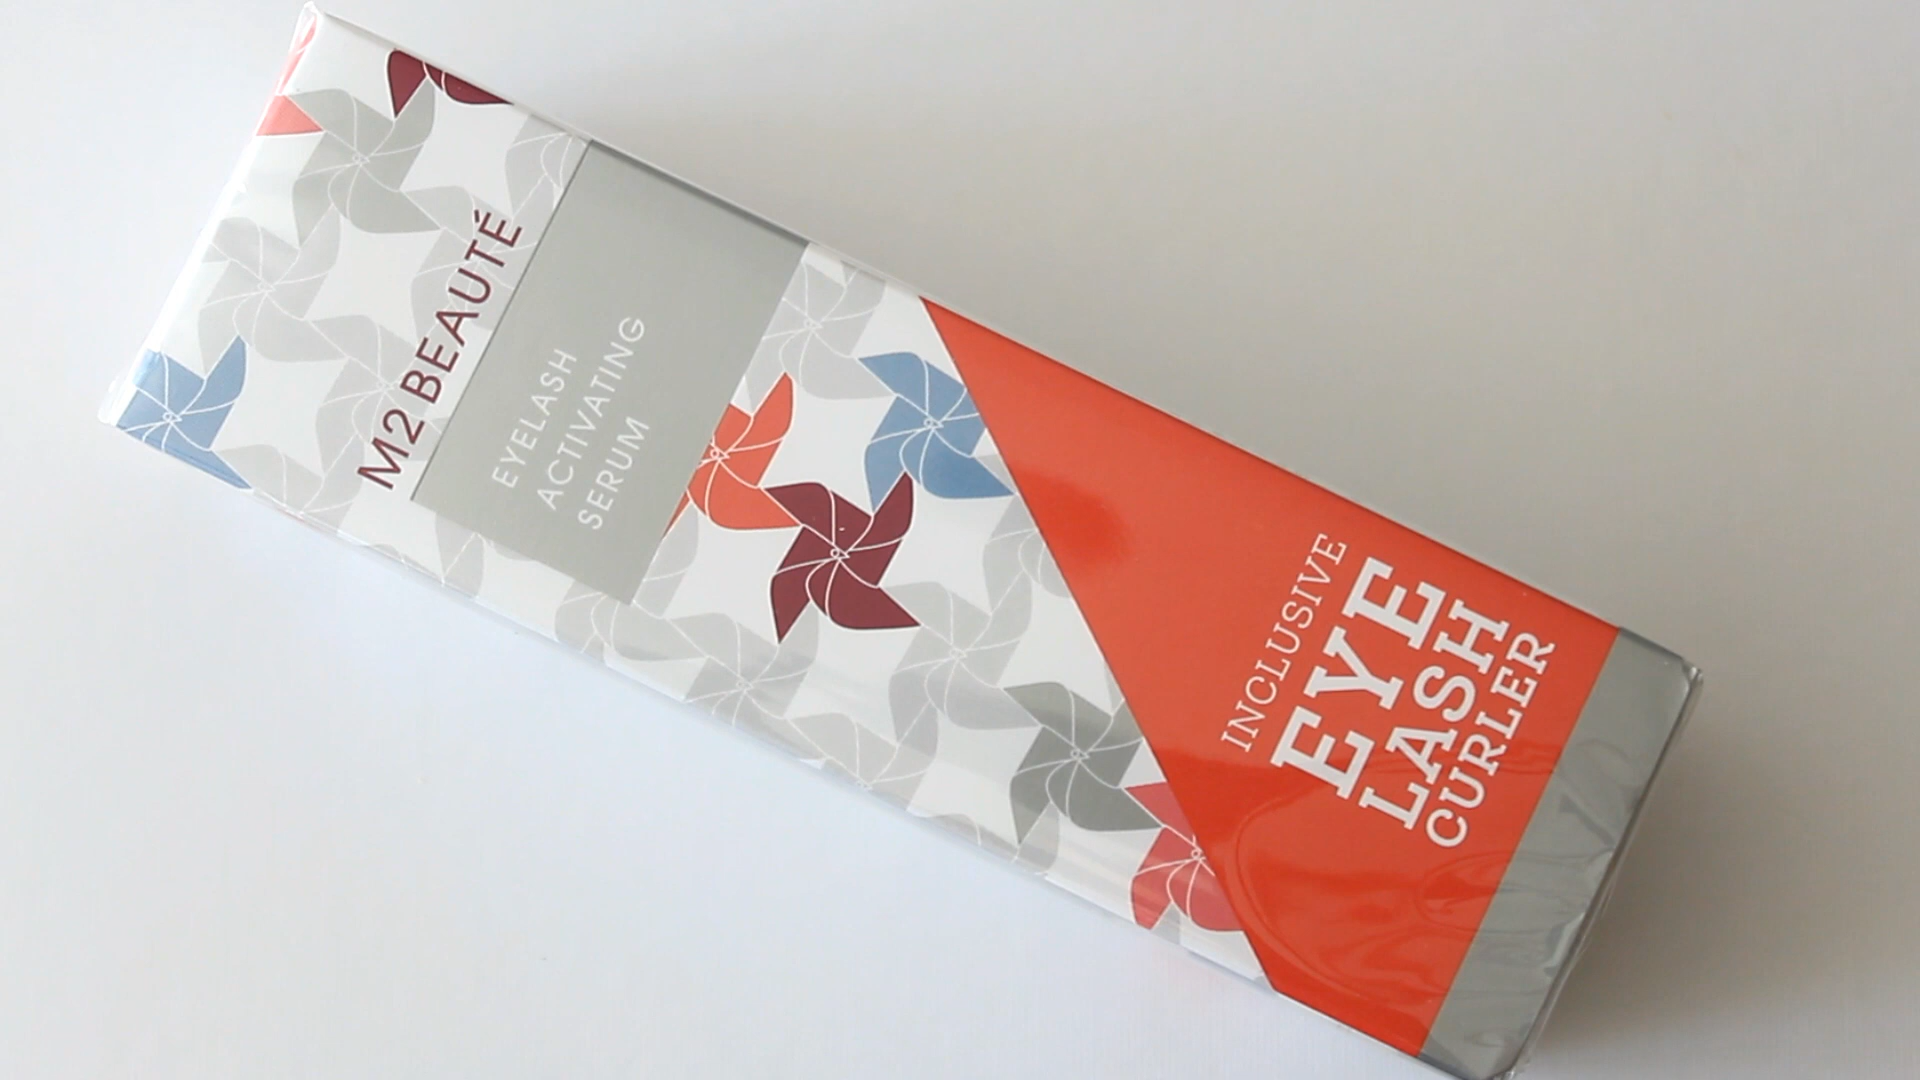 M2 BEAUTÉ
EYELASH
ACTIVATING
SERUM
INCLUSIVE
EYE
LASH
CURLER